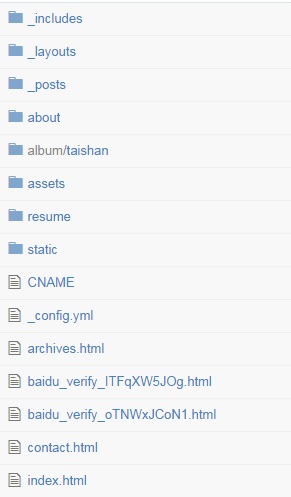 _includes
_layouts
_posts
about
album/taishan
assets
resume
static
CNAME
_config.yml
archives.html
baidu_verify_ITFqXW5JOg.html
baidu_verify_oTNWxJCoN1.html
contact.html
index.html